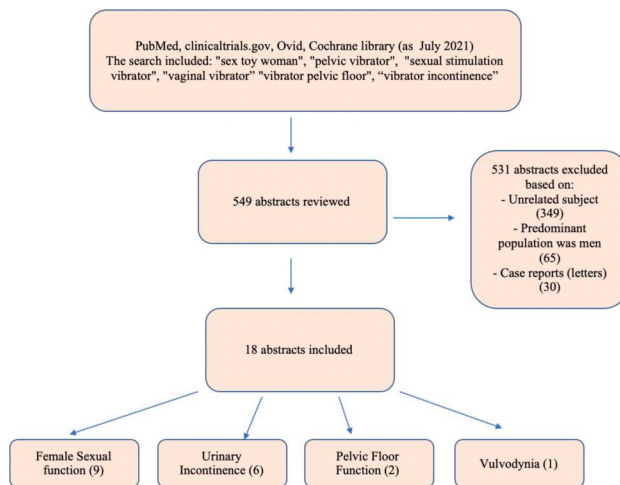 PubMed, clinicaltrials.gov, Ovid, Cochrane library (as  July 2021)
The search included: "sex toy woman", "pelvic vibrator",  "sexual stimulation
vibrator", "vaginal vibrator” "vibrator pelvic floor", “vibrator incontinence”
549 abstracts reviewed
531 abstracts excluded
based on:
- Unrelated subject
(349)
- Predominant
population was men
(65)
- Case reports (letters)
(30)
18 abstracts included
Female Sexual
function (9)
Urinary
Incontinence (6)
Pelvic Floor
Function (2)
Vulvodynia (1)